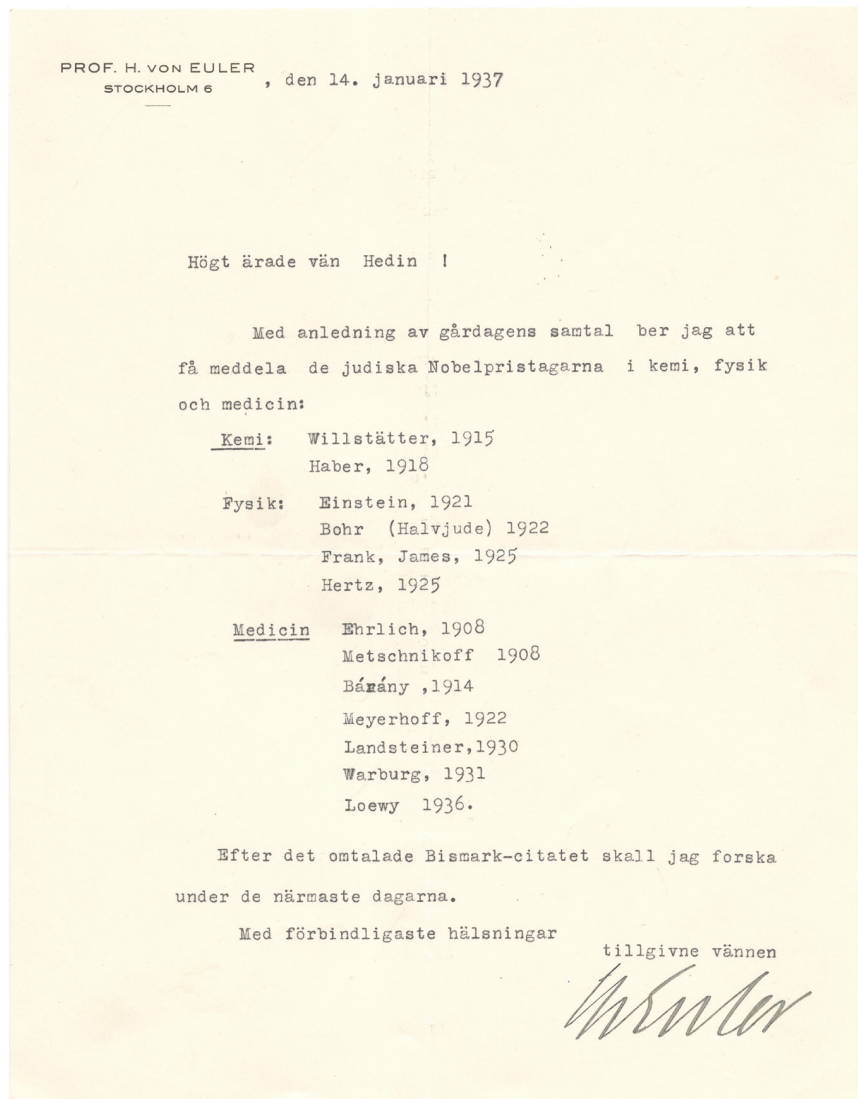 PROF. H. VON EULER
STOCKHOLM 6
, den 14. januari 1937
Högt ärade vän Hedin !
Med anledning av gårdagens samtal ber jag att
få meddela de judiska Nobelpristagarna i kemi, fysik
och medicin:
Kemi: Willstätter, 1915
Haber, 1918
Fysik: Einstein, 1921
Bohr (Halvjude) 1922
Frank, James, 1925
Hertz, 1925
Medicin Ehrlich, 1908
Metschnikoff 1908
Bárány ,1914
Meyerhoff, 1922
Landsteiner,1930
Warburg, 1931
Loewy 1936.
Efter det omtalade Bismark-citatet skall jag forska
under de närmaste dagarna.
Med förbindligaste hälsningar
tillgivne vännen
HvEuler